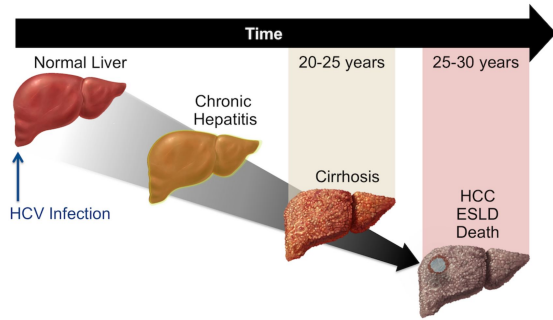 Time
Normal Liver
20-25 years
25-30 years
Chronic
Hepatitis
Cirrhosis
HCC
ESLD
Death
HCV Infection